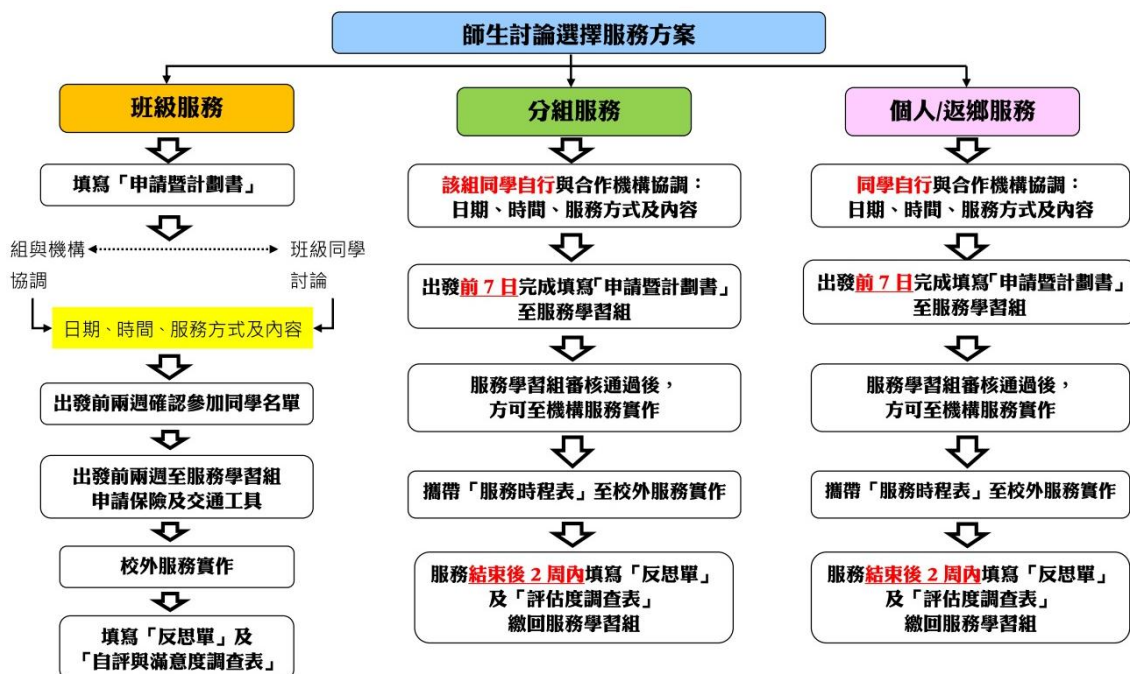 師生討論選擇服務方案
班級服務
填寫「申請暨計劃書」
組與機構
協調
班級同學
討論
日期、時間、服務方式及內容
出發前兩週確認參加同學名單
出發前兩週至服務學習組
申請保險及交通工具
校外服務實作
填寫「反思單」及
「自評與滿意度調查表」
分組服務
該組同學自行與合作機構協調:
日期、時間、服務方式及內容
出發前7日完成填寫「申請暨計劃書」
至服務學習組
服務學習組審核通過後,
方可至機構服務實作
攜帶「服務時程表」至校外服務實作
服務結束後2周內填寫「反思單」
及「評估度調查表」
繳回服務學習組
個人/返鄉服務
同學自行與合作機構協調:
日期、時間、服務方式及內容
出發前7日完成填寫「申請暨計劃書」
至服務學習組
服務學習組審核通過後,
方可至機構服務實作
攜帶「服務時程表」至校外服務實作
服務結束後2周內填寫「反思單」
及「評估度調查表」
繳回服務學習組